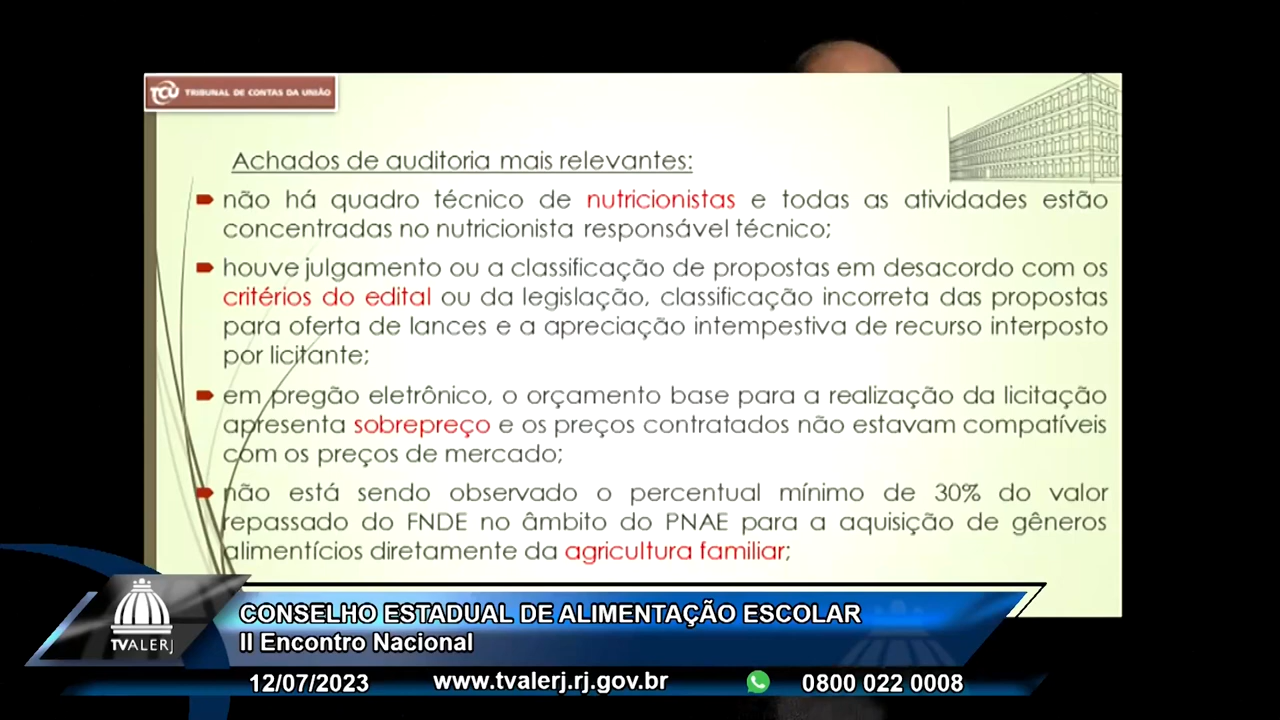 TCU TRIBUNAL DE CONTAS DA UNIÃO
Achados de auditoria mais relevantes:
não há quadro técnico de nutricionistas e todas as atividades estão
concentradas no nutricionista responsável técnico;
houve julgamento ou a classificação de propostas em desacordo com os
critérios do edital ou da legislação, classificação incorreta das propostas
para oferta de lances e a apreciação intempestiva de recurso interposto
por licitante;
em pregão eletrônico, o orçamento base para a realização da licitação
apresenta sobrepreço e os preços contratados não estavam compatíveis
com os preços de mercado;
não está sendo observado o percentual mínimo de 30% do valor
repassado do FNDE no âmbito do PNAE para a aquisição de gêneros
alimentícios diretamente da agricultura familiar;
CONSELHO ESTADUAL DE ALIMENTAÇÃO ESCOLAR
II Encontro Nacional
TVALERJ
12/07/2023 www.tvalerj.rj.gov.br 0800 022 0008